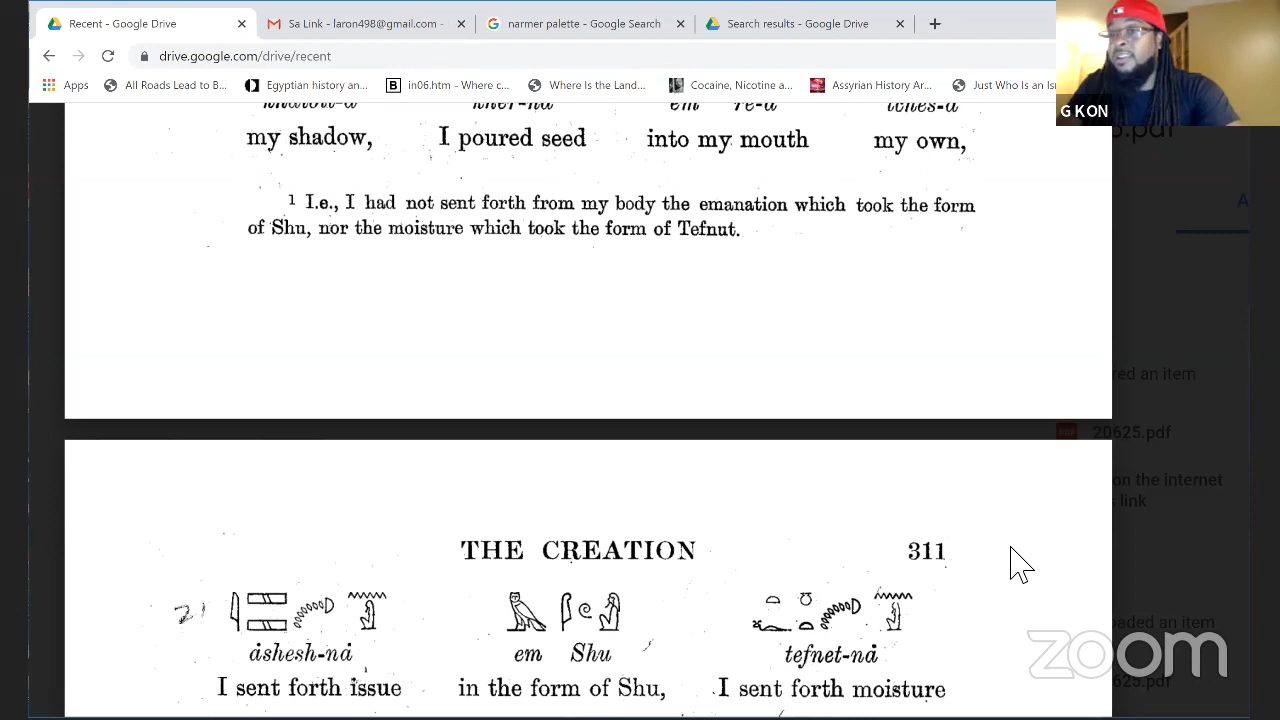 Recent - Google Drive
Sa Link - laron498@gmail.com -
narmer palette - Google Search
Search results - Google Drive
drive.google.com/drive/recent
Apps
All Roads Lead to B...
Egyptian history an...
in06.htm - Where c...
Where Is the Land...
Cocaine, Nicotine a...
Assyrian History Ar...
Just Who Is an Isr
G KON
my shadow, I poured seed into my mouth my own,
1 I.e., I had not sent forth from my body the emanation which took the form
of Shu, nor the moisture which took the form of Tefnut.
20625.pdf
on the internet
link
THE CREATION 311
21
ȧshesh-nȧ em Shu tefnet-nȧ
I sent forth issue in the form of Shu, I sent forth moisture
zoom